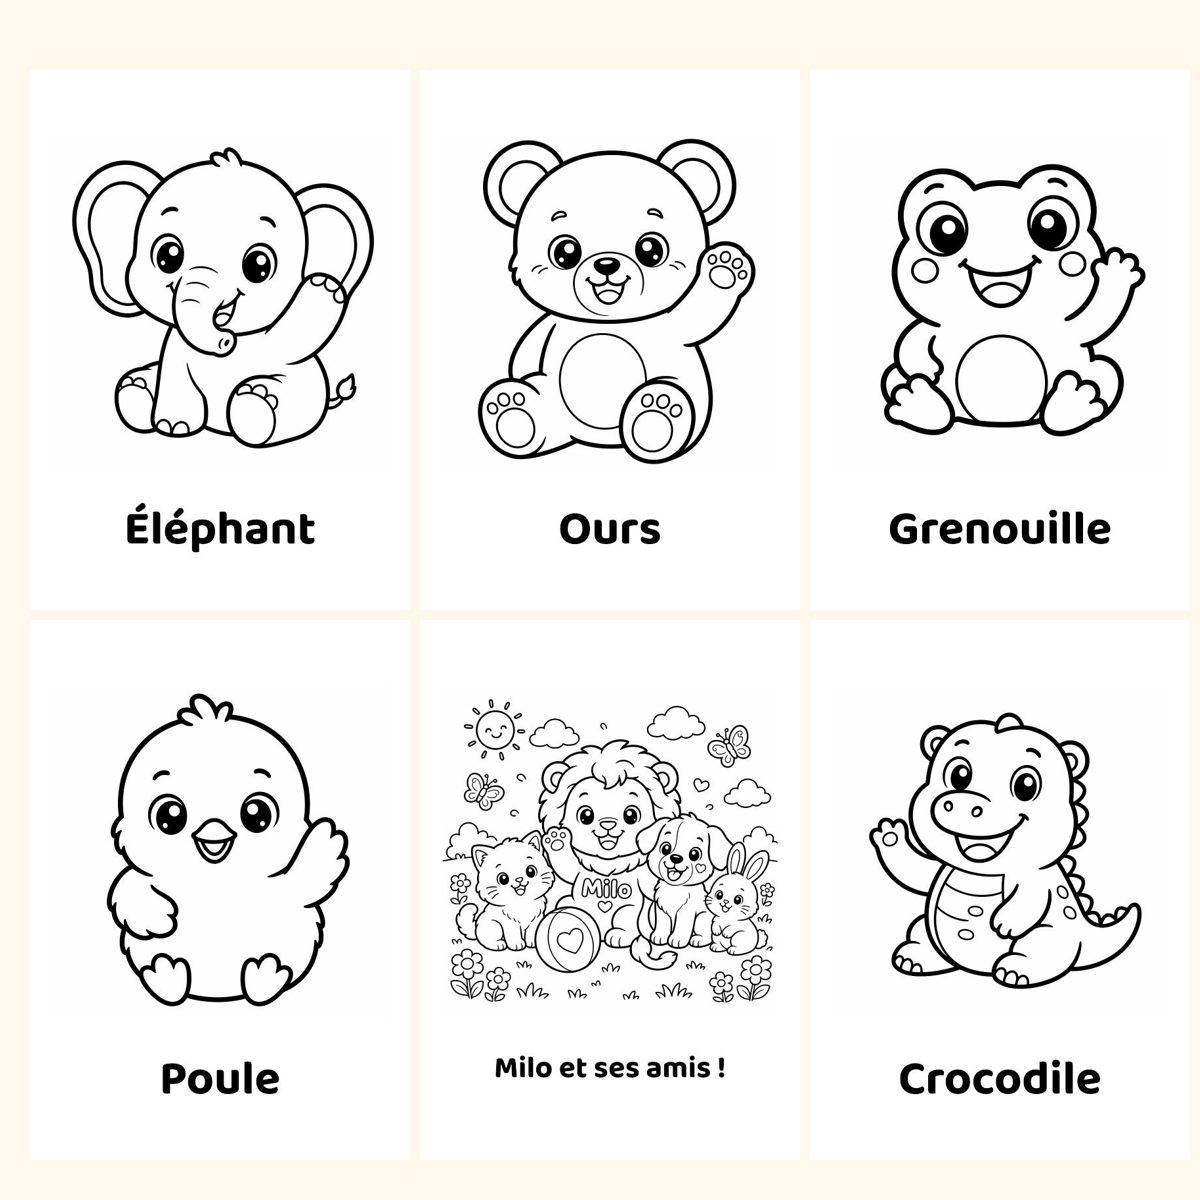 Éléphant
Ours
Grenouille
Poule
Milo
Milo et ses amis !
Crocodile